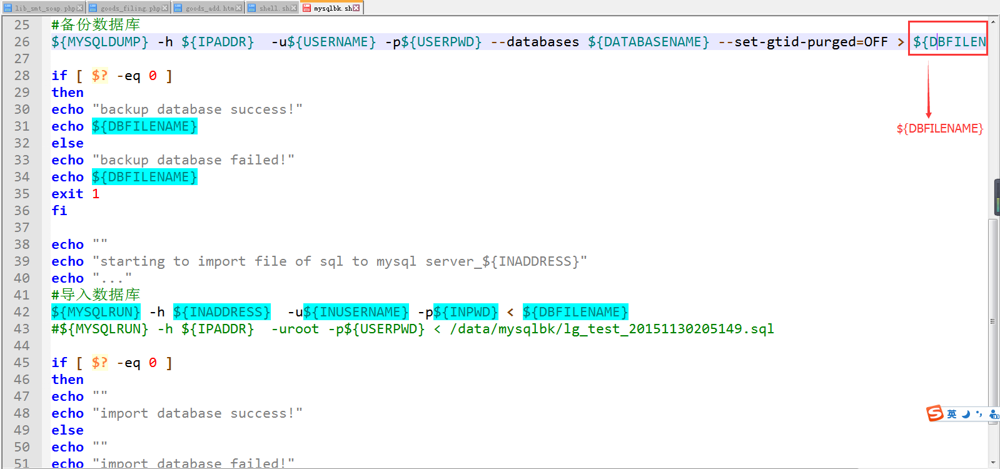 lib_smt_soap.php goods_filing.php goods_add.htm shell.sh mysqlbk.sh
25 #备份数据库
26 ${MYSQLDUMP} -h ${IPADDR}  -u${USERNAME} -p${USERPWD} --databases ${DATABASENAME} --set-gtid-purged=OFF > ${DBFILEN
27
28 if [ $? -eq 0 ]
29 then
30 echo "backup database success!"
31 echo ${DBFILENAME}
${DBFILENAME}
32 else
33 echo "backup database failed!"
34 echo ${DBFILENAME}
35 exit 1
36 fi
37
38 echo ""
39 echo "starting to import file of sql to mysql server_${INADDRESS}"
40 echo "..."
41 #导入数据库
42 ${MYSQLRUN} -h ${INADDRESS}  -u${INUSERNAME} -p${INPWD} < ${DBFILENAME}
43 #${MYSQLRUN} -h ${IPADDR}  -uroot -p${USERPWD} < /data/mysqlbk/lg_test_20151130205149.sql
44
45 if [ $? -eq 0 ]
46 then
47 echo ""
48 echo "import database success!"
英
49 else
50 echo ""
51 echo "import database failed!"